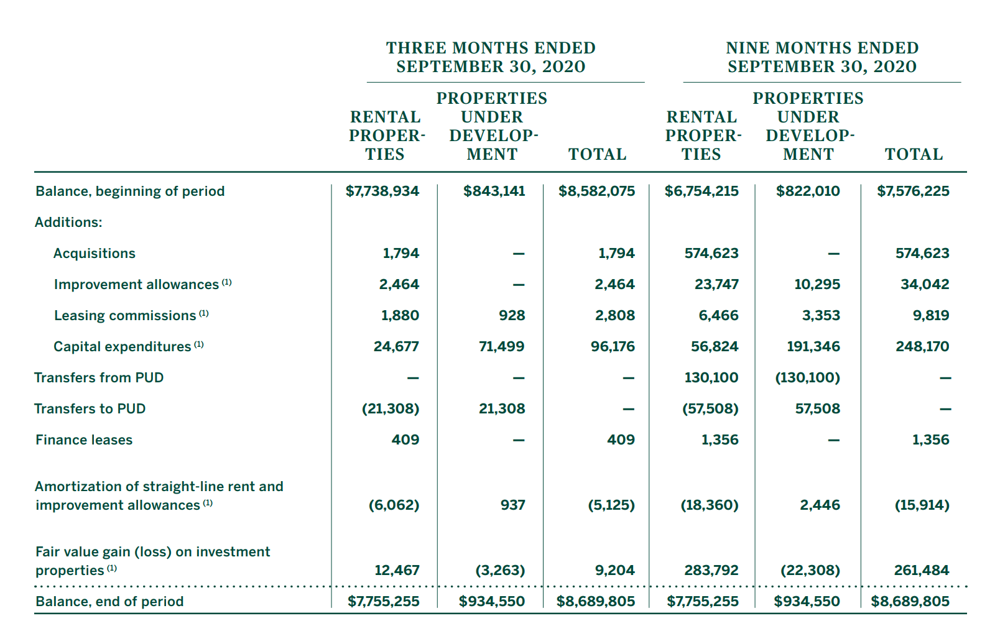 THREE MONTHS ENDED NINE MONTHS ENDED
SEPTEMBER 30, 2020 SEPTEMBER 30, 2020
PROPERTIES PROPERTIES
RENTAL UNDER RENTAL UNDER
PROPER- DEVELOP- PROPER- DEVELOP-
TIES MENT TOTAL TIES MENT TOTAL
Balance, beginning of period $7,738,934 $843,141 $8,582,075 $6,754,215 $822,010 $7,576,225
Additions:
Acquisitions 1,794 — 1,794 574,623 — 574,623
Improvement allowances (1) 2,464 — 2,464 23,747 10,295 34,042
Leasing commissions (1) 1,880 928 2,808 6,466 3,353 9,819
Capital expenditures (1) 24,677 71,499 96,176 56,824 191,346 248,170
Transfers from PUD — — — 130,100 (130,100) —
Transfers to PUD (21,308) 21,308 — (57,508) 57,508 —
Finance leases 409 — 409 1,356 — 1,356
Amortization of straight-line rent and
improvement allowances (1) (6,062) 937 (5,125) (18,360) 2,446 (15,914)
Fair value gain (loss) on investment
properties (1) 12,467 (3,263) 9,204 283,792 (22,308) 261,484
Balance, end of period $7,755,255 $934,550 $8,689,805 $7,755,255 $934,550 $8,689,805